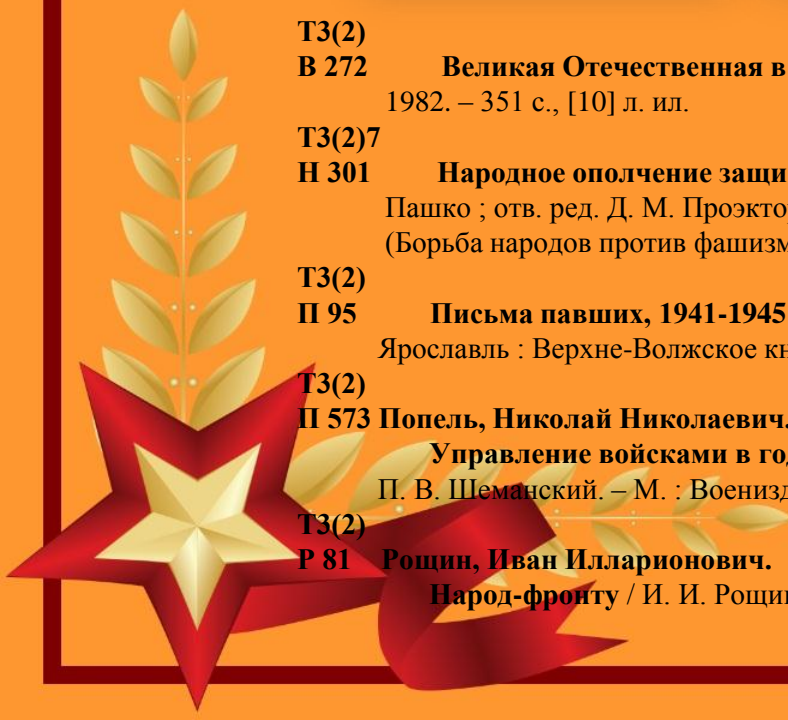 Т3(2)
В 272 Великая Отечественная в
1982. – 351 с., [10] л. ил.
Т3(2)7
Н 301 Народное ополчение защи
Пашко ; отв. ред. Д. М. Проэкто
(Борьба народов против фашизм
Т3(2)
П 95 Письма павших, 1941-1945
Ярославль : Верхне-Волжское кн
Т3(2)
П 573 Попель, Николай Николаевич.
Управление войсками в го
П. В. Шеманский. – М. : Воениз
Т3(2)
Р 81 Рощин, Иван Илларионович.
Народ-фронту / И. И. Рощин